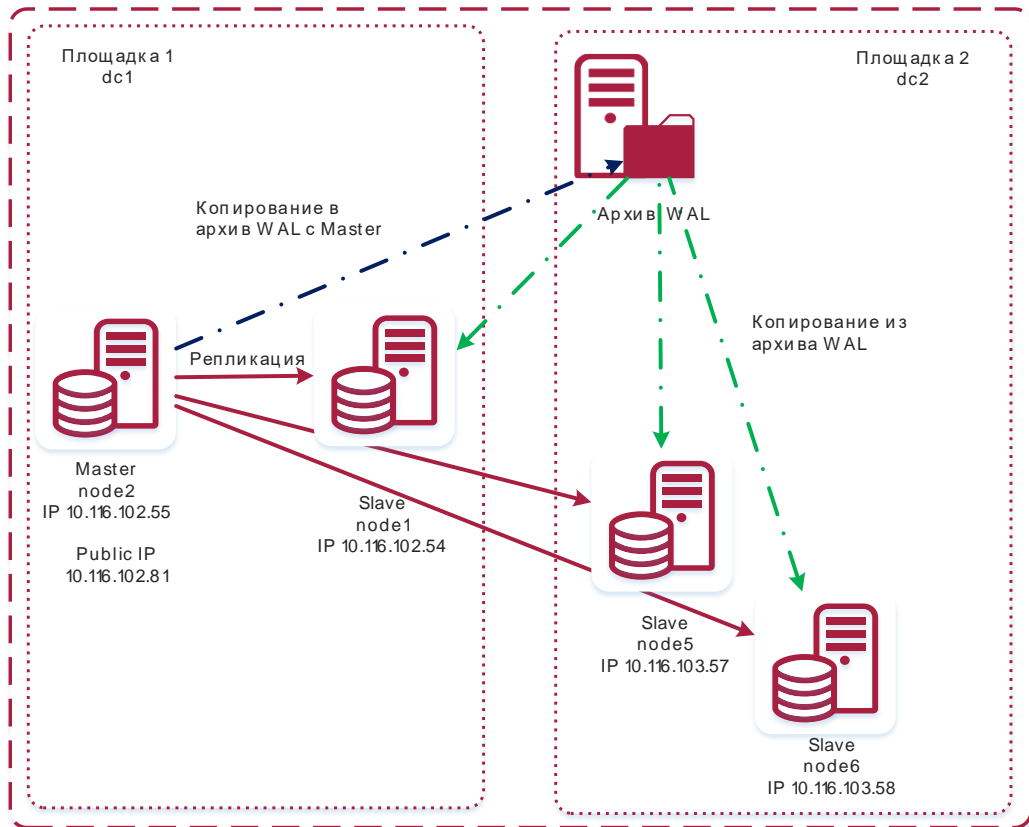 Площадка 1
dc1
Площадка 2
dc2
Копирование в
архив WAL с Master
Архив WAL
Копирование из
архива WAL
Репликация
Master
node2
IP 10.116.102.55
Public IP
10.116.102.81
Slave
node1
IP 10.116.102.54
Slave
node5
IP 10.116.103.57
Slave
node6
IP 10.116.103.58